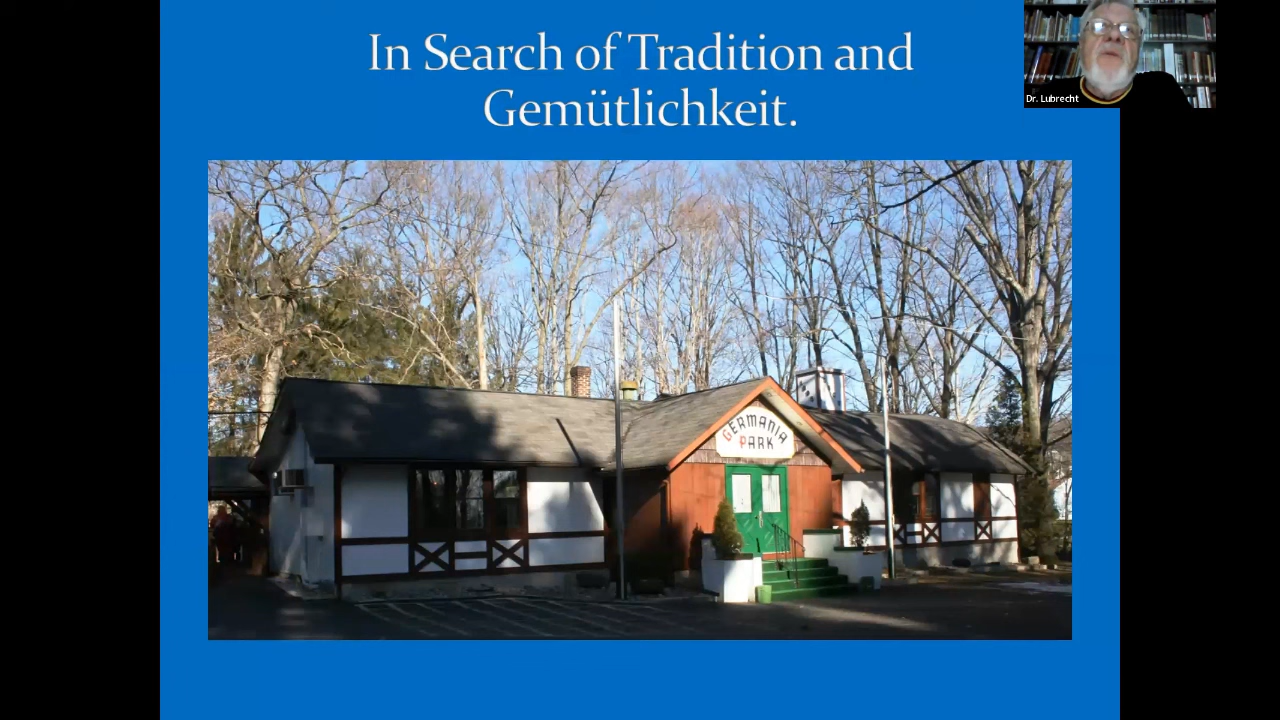 In Search of Tradition and
Gemütlichkeit.
Dr. Lubrecht
GERMANIA
PARK